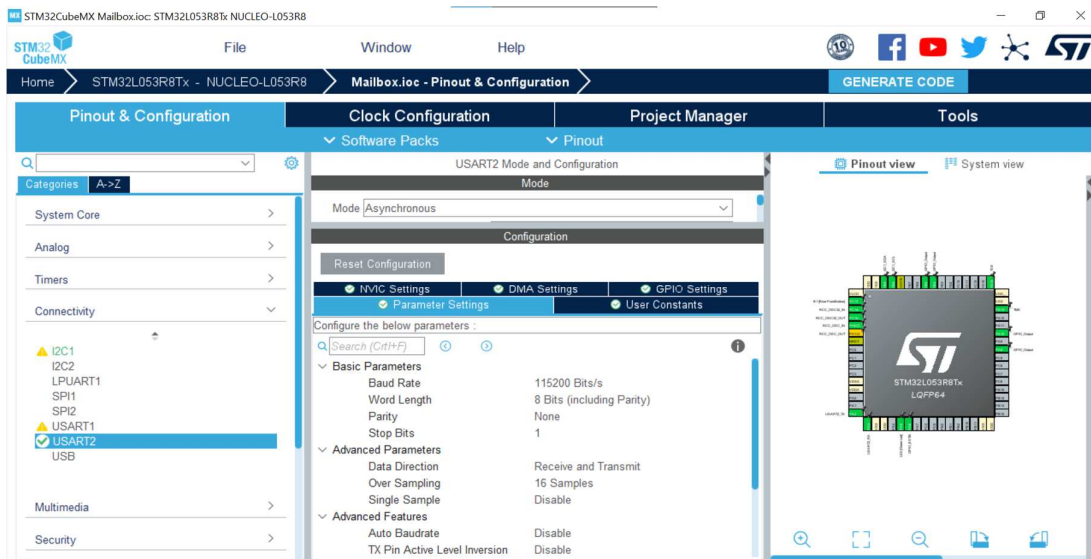 MX STM32CubeMX Mailbox.ioc: STM32L053R8Tx NUCLEO-L053R8
STM32
CubeMX
File
Window
Help
10
ST
Home
STM32L053R8Tx - NUCLEO-L053R8
Mailbox.ioc - Pinout & Configuration
GENERATE CODE
Pinout & Configuration
Clock Configuration
Project Manager
Tools
Software Packs
Pinout
USART2 Mode and Configuration
Pinout view
System view
Categories
A->Z
Mode
System Core
Mode Asynchronous
Configuration
Analog
Reset Configuration
Timers
NVIC Settings
DMA Settings
GPIO Settings
Parameter Settings
User Constants
Connectivity
Configure the below parameters :
Search (Crtl+F)
I2C1
I2C2
LPUART1
SPI1
SPI2
USART1
USART2
USB
Multimedia
Security
Basic Parameters
Baud Rate 115200 Bits/s
Word Length 8 Bits (including Parity)
Parity None
Stop Bits 1
Advanced Parameters
Data Direction Receive and Transmit
Over Sampling 16 Samples
Single Sample Disable
Advanced Features
Auto Baudrate Disable
TX Pin Active Level Inversion Disable
STM32L053R8Tx
LQFP64